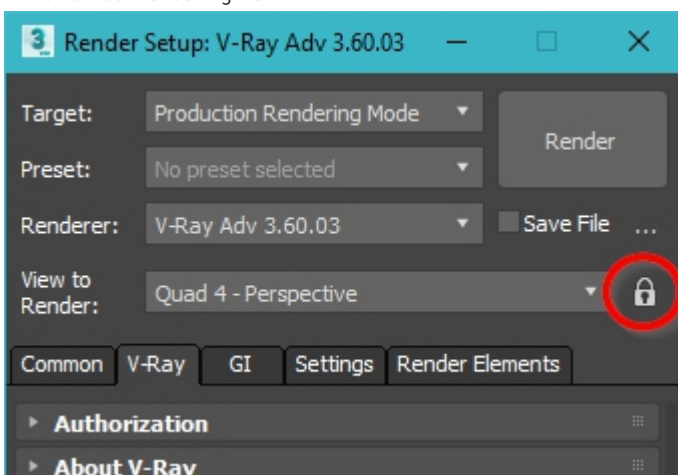 Render Setup: V-Ray Adv 3.60.03
Target: Production Rendering Mode
Render
Preset: No preset selected
Renderer: V-Ray Adv 3.60.03 Save File ...
View to
Render: Quad 4 - Perspective
Common V-Ray GI Settings Render Elements
Authorization
About V-Ray